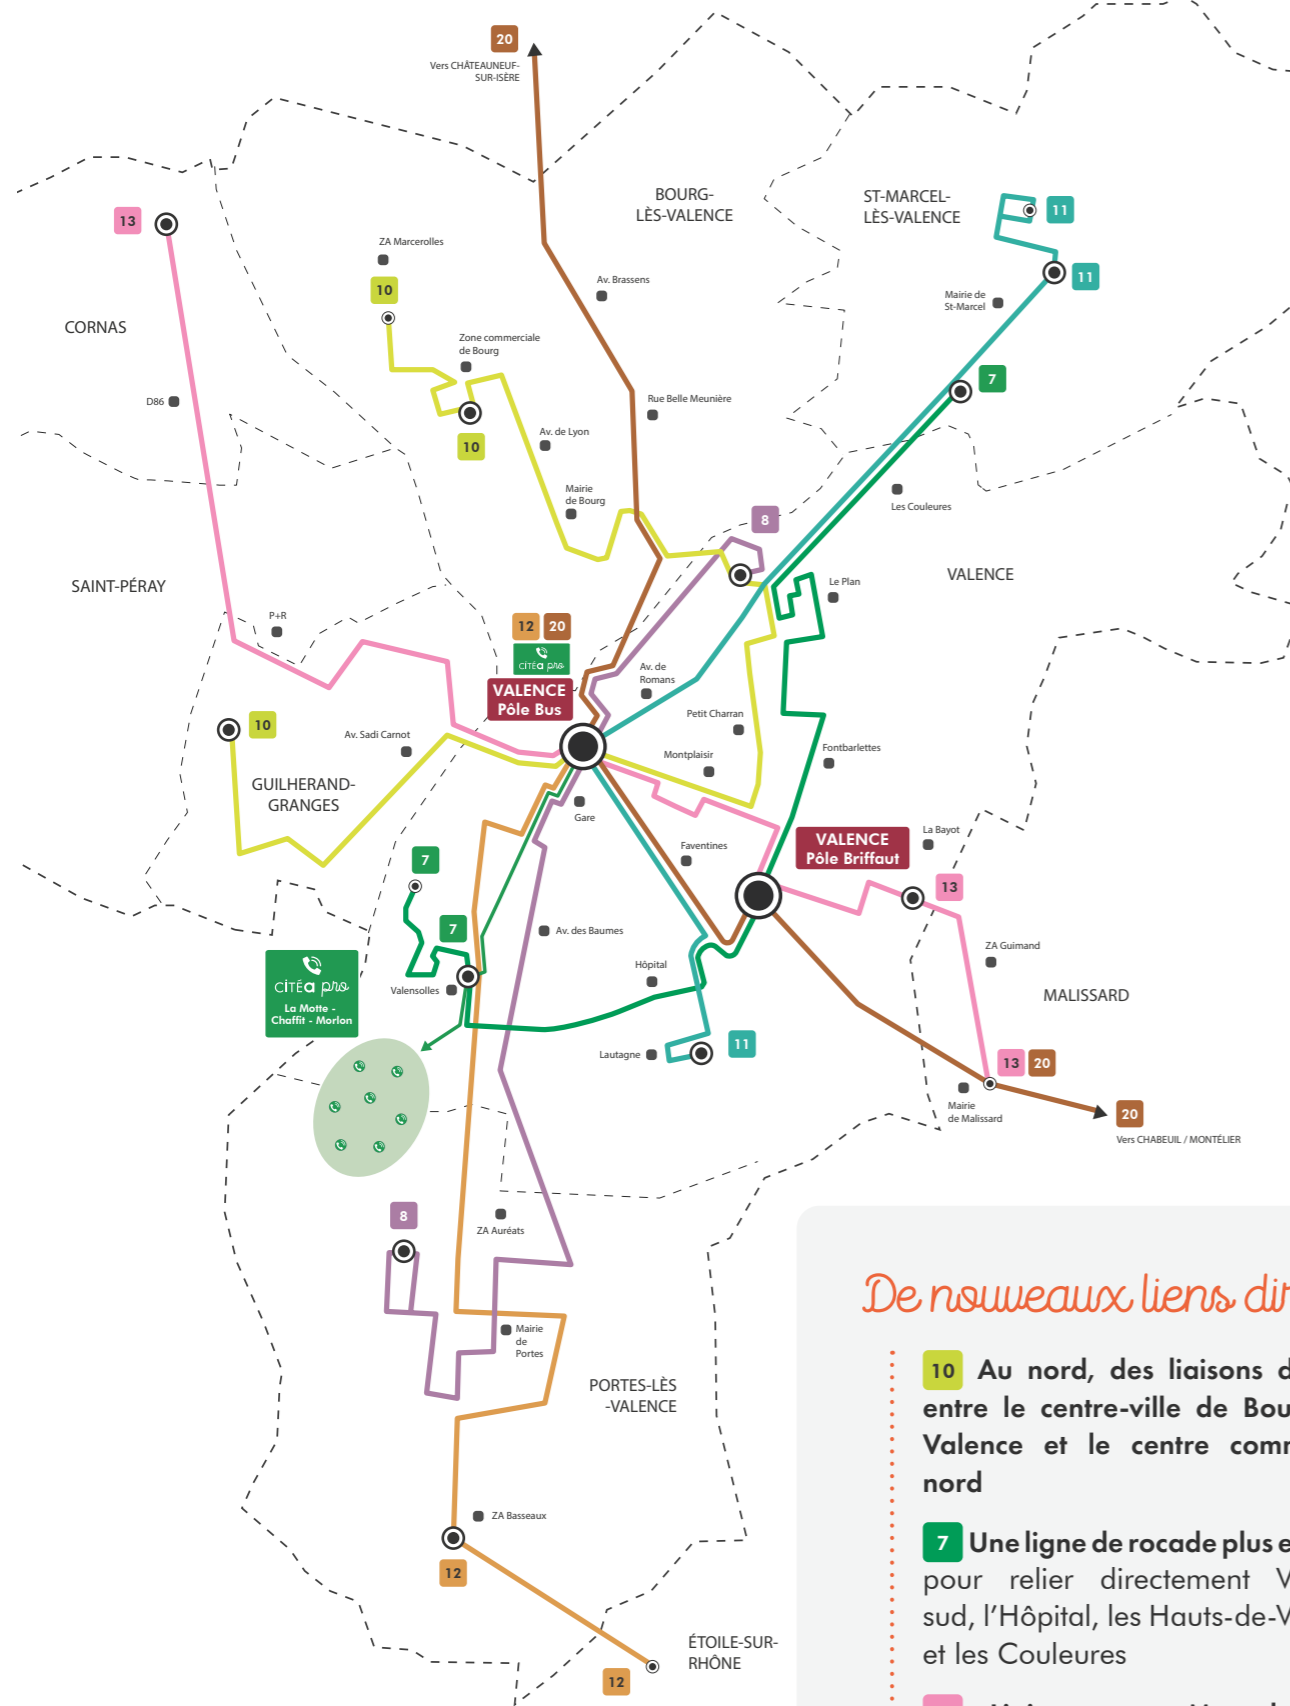 20
Vers CHÂTEAUNEUF-
SUR-ISÈRE
BOURG-
LÈS-VALENCE
ST-MARCEL-
LÈS-VALENCE
11
13
ZA Marcerolles
10
Av. Brassens
11
Mairie de
St-Marcel
CORNAS
Zone commerciale
de Bourg
7
D86
Rue Belle Meunière
10
Av. de Lyon
Mairie
de Bourg
Les Couleures
8
SAINT-PÉRAY
VALENCE
Le Plan
P+R
12 20
CITÉa pro
VALENCE
Pôle Bus
Av. de
Romans
10
Av. Sadi Carnot
Petit Charran
Montplaisir
Fontbarlettes
GUILHERAND-
GRANGES
Gare
Faventines
VALENCE
Pôle Briffaut
La Bayot
7
13
7
Av. des Baumes
ZA Guimand
CITÉa pro
La Motte -
Chaffit - Morlon
Valensolles
Hôpital
MALISSARD
Lautagne
11
13 20
Mairie
de Malissard
20
Vers CHABEUIL / MONTÉLIER
8
ZA Auréats
Mairie
de
Portes
PORTES-LÈS
-VALENCE
ZA Basseaux
12
ÉTOILE-SUR-
RHÔNE
12
De nouveaux liens
10 Au nord, des liaisons
entre le centre-ville de
Valence et le centre
nord
7 Une ligne de rocade plus
pour relier directement
sud, l'Hôpital, les
et les Couleures